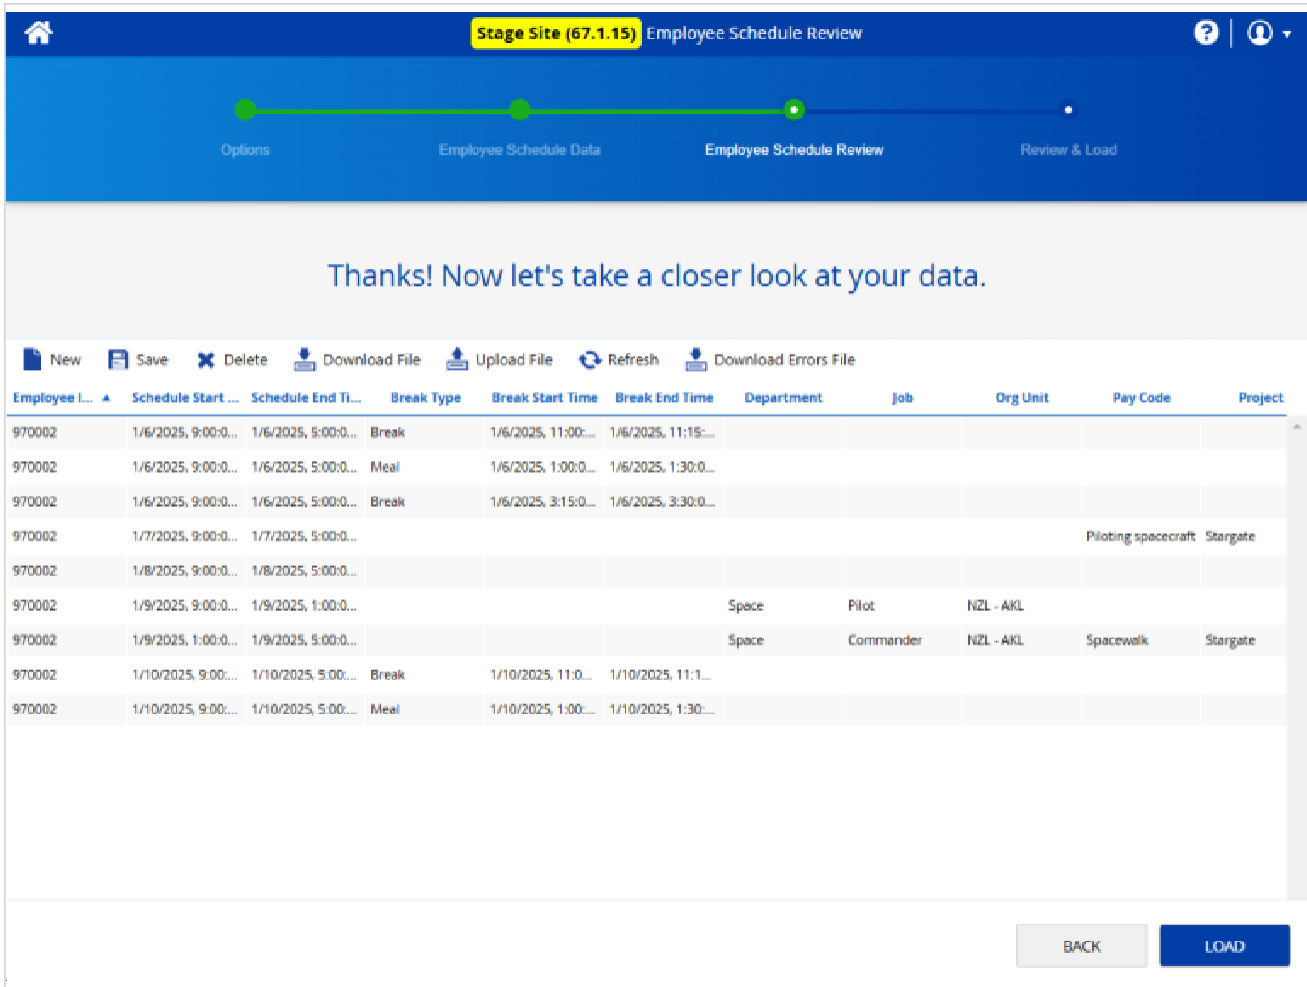 Stage Site (67.1.15) Employee Schedule Review
Options Employee Schedule Data Employee Schedule Review Review & Load
Thanks! Now let's take a closer look at your data.
New Save Delete Download File Upload File Refresh Download Errors File
Employee I... Schedule Start ... Schedule End Ti... Break Type Break Start Time Break End Time Department Job Org Unit Pay Code Project
970002 1/6/2025, 9:00:0... 1/6/2025, 5:00:0... Break 1/6/2025, 11:00:... 1/6/2025, 11:15:...
970002 1/6/2025, 9:00:0... 1/6/2025, 5:00:0... Meal 1/6/2025, 1:00:0... 1/6/2025, 1:30:0...
970002 1/6/2025, 9:00:0... 1/6/2025, 5:00:0... Break 1/6/2025, 3:15:0... 1/6/2025, 3:30:0...
970002 1/7/2025, 9:00:0... 1/7/2025, 5:00:0... Piloting spacecraft Stargate
970002 1/8/2025, 9:00:0... 1/8/2025, 5:00:0...
970002 1/9/2025, 9:00:0... 1/9/2025, 1:00:0... Space Pilot NZL - AKL
970002 1/9/2025, 1:00:0... 1/9/2025, 5:00:0... Space Commander NZL - AKL Spacewalk Stargate
970002 1/10/2025, 9:00:... 1/10/2025, 5:00:... Break 1/10/2025, 11:0... 1/10/2025, 11:1...
970002 1/10/2025, 9:00:... 1/10/2025, 5:00:... Meal 1/10/2025, 1:00:... 1/10/2025, 1:30:...
BACK LOAD